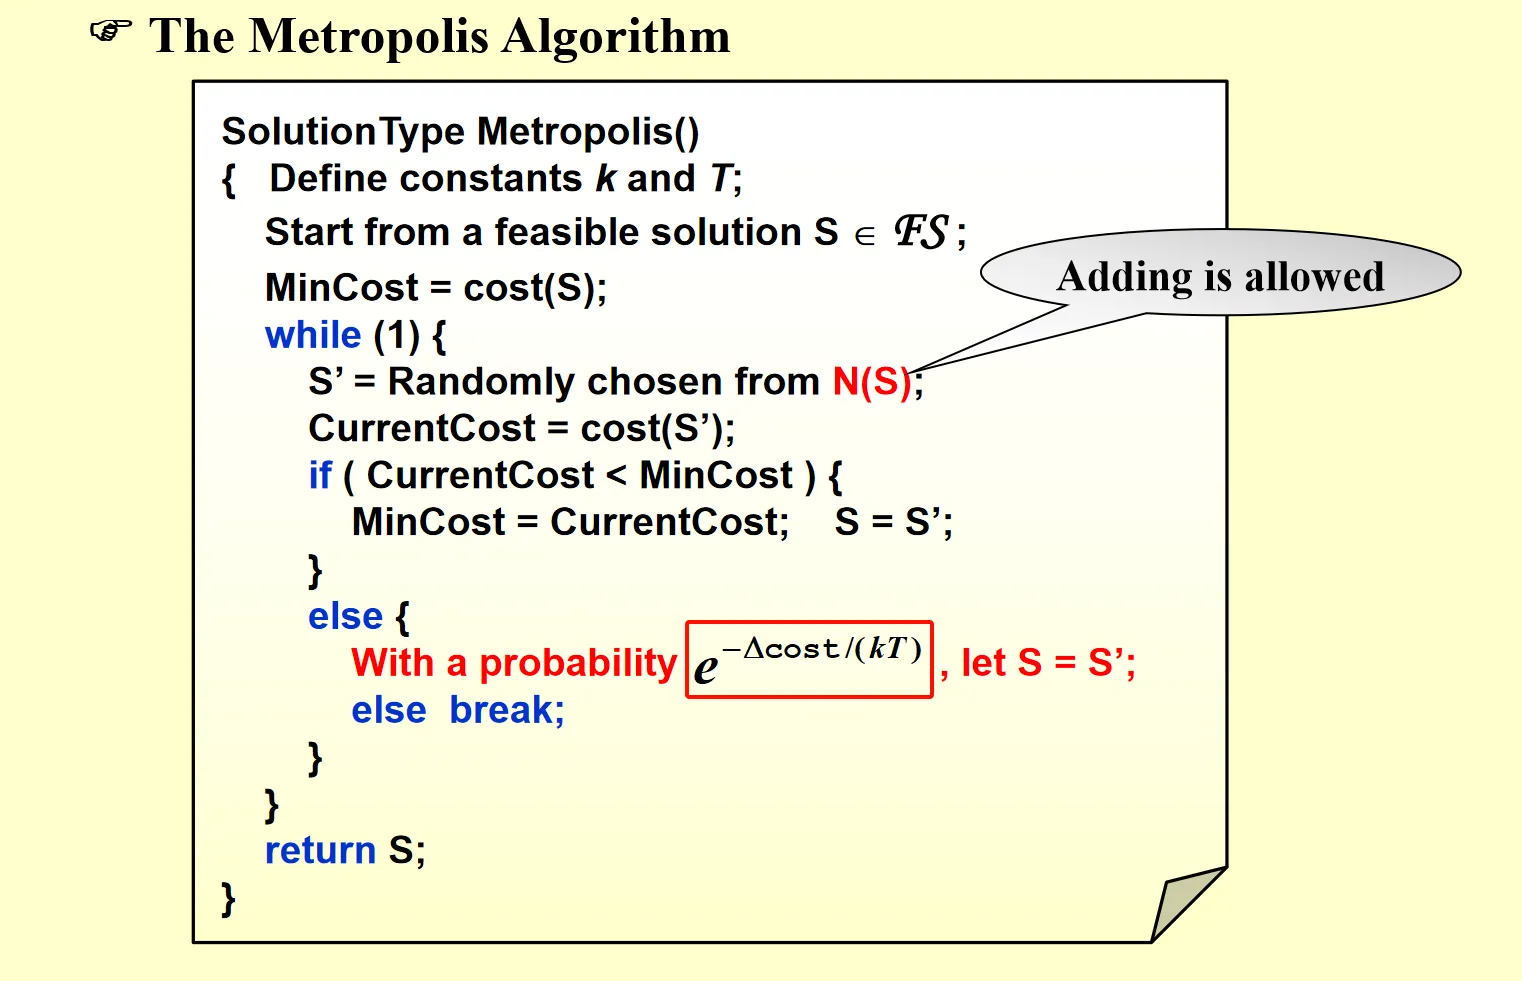 ☞ The Metropolis Algorithm
SolutionType Metropolis()
{ Define constants k and T;
Start from a feasible solution S ∈ ℱ𝒮 ;
MinCost = cost(S);
Adding is allowed
while (1) {
S’ = Randomly chosen from N(S);
CurrentCost = cost(S’);
if ( CurrentCost < MinCost ) {
MinCost = CurrentCost; S = S’;
}
else {
With a probability e^{−Δcost/(kT)} , let S = S’;
else break;
}
}
return S;
}